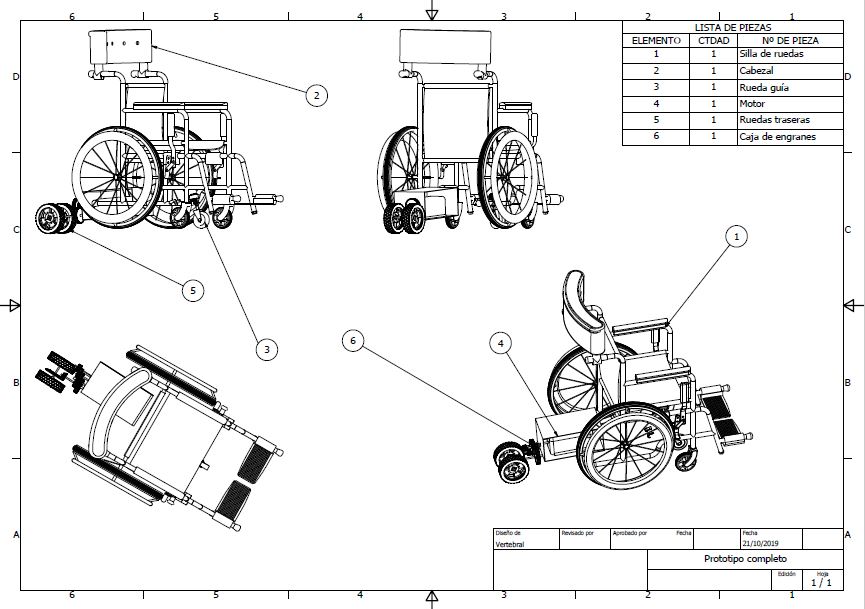 6 5 4 3 2 1
LISTA DE PIEZAS
ELEMENTO CTDAD Nº DE PIEZA
1 1 Silla de ruedas
2 1 Cabezal
3 1 Rueda guía
4 1 Motor
5 1 Ruedas traseras
6 1 Caja de engranes
D D
2
C C
1
5
6 4
3
B B
A A
Diseño de Revisado por Aprobado por Fecha Fecha
Vertebral 21/10/2019
Prototipo completo
Edición Hoja
1 / 1
6 5 4 3 2 1